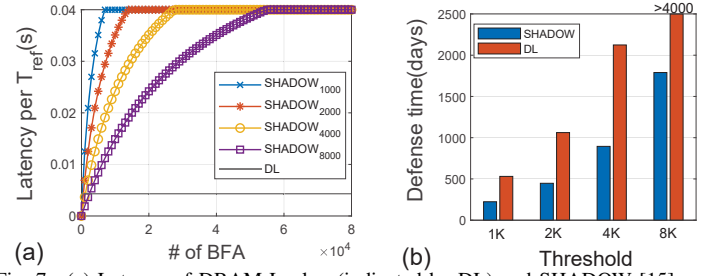 0.04
0.03
0.02
0.01
0
Latency per T_ref(s)
SHADOW_1000
SHADOW_2000
SHADOW_4000
SHADOW_8000
DL
0 2 4 6 8
×10^4
(a)
# of BFA
>4000
2500
2000
1500
1000
500
0
Defense time(days)
SHADOW
DL
1K 2K 4K 8K
(b)
Threshold